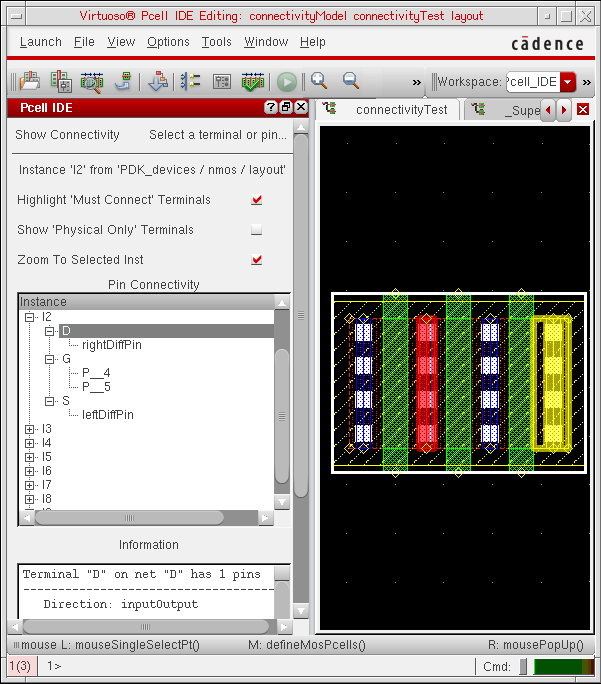 Virtuoso® Pcell IDE Editing: connectivityModel connectivityTest layout
Launch File View Options Tools Window Help
cādence
» Workspace: Pcell_IDE »
Pcell IDE
connectivityTest _Supe
Show Connectivity Select a terminal or pin...
Instance 'I2' from 'PDK_devices / nmos / layout'
Highlight 'Must Connect' Terminals
Show 'Physical Only' Terminals
Zoom To Selected Inst
Pin Connectivity
Instance
I2
D
rightDiffPin
G
P__4
P__5
S
leftDiffPin
I3
I4
I5
I6
I7
I8
Information
Terminal "D" on net "D" has 1 pins
Direction: inputOutput
mouse L: mouseSingleSelectPt() M: defineMosPcells() R: mousePopUp()
1(3) 1> Cmd: